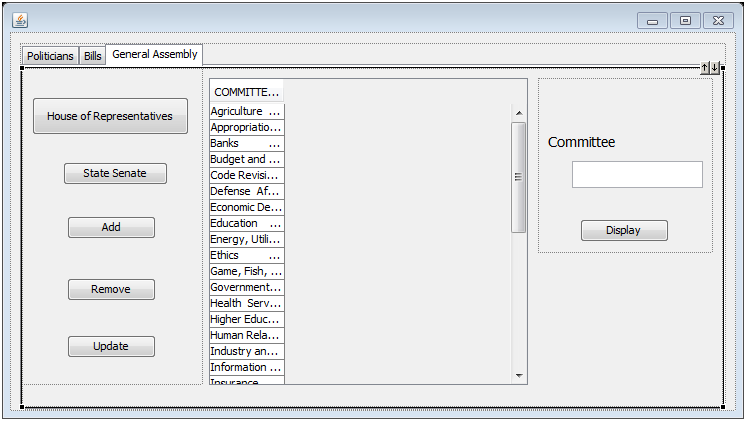 Politicians Bills General Assembly
House of Representatives
State Senate
Add
Remove
Update
COMMITTE...
Agriculture ...
Appropriatio...
Banks ...
Budget and ...
Code Revisi...
Defense Af...
Economic De...
Education ...
Energy, Utili...
Ethics ...
Game, Fish, ...
Government...
Health Serv...
Higher Educ...
Human Rela...
Industry an...
Information ...
Insurance
Committee
Display